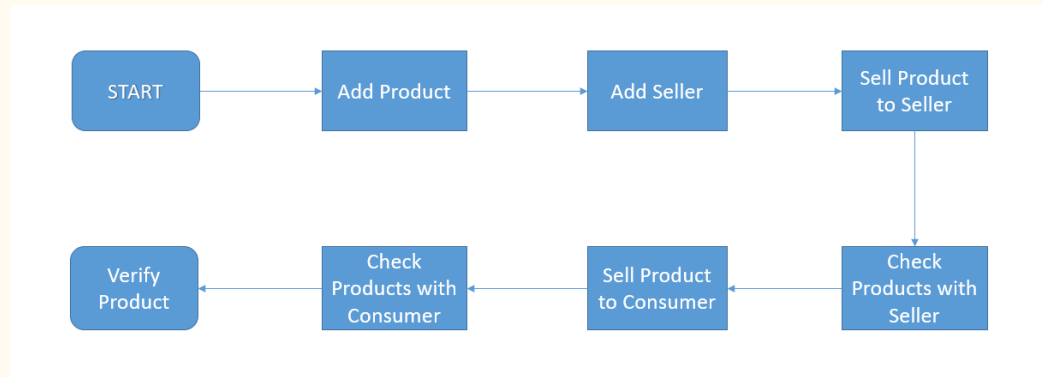 START
Add Product
Add Seller
Sell Product
to Seller
Check
Products with
Seller
Sell Product
to Consumer
Check
Products with
Consumer
Verify
Product